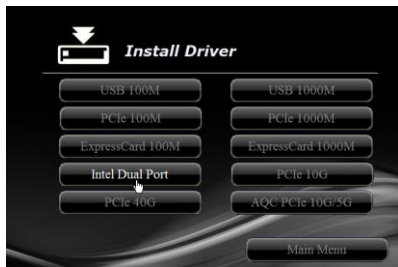 Install Driver
USB 100M
USB 1000M
PCIe 100M
PCIe 1000M
ExpressCard 100M
ExpressCard 1000M
Intel Dual Port
PCIe 10G
PCIe 40G
AQC PCIe 10G/5G
Main Menu